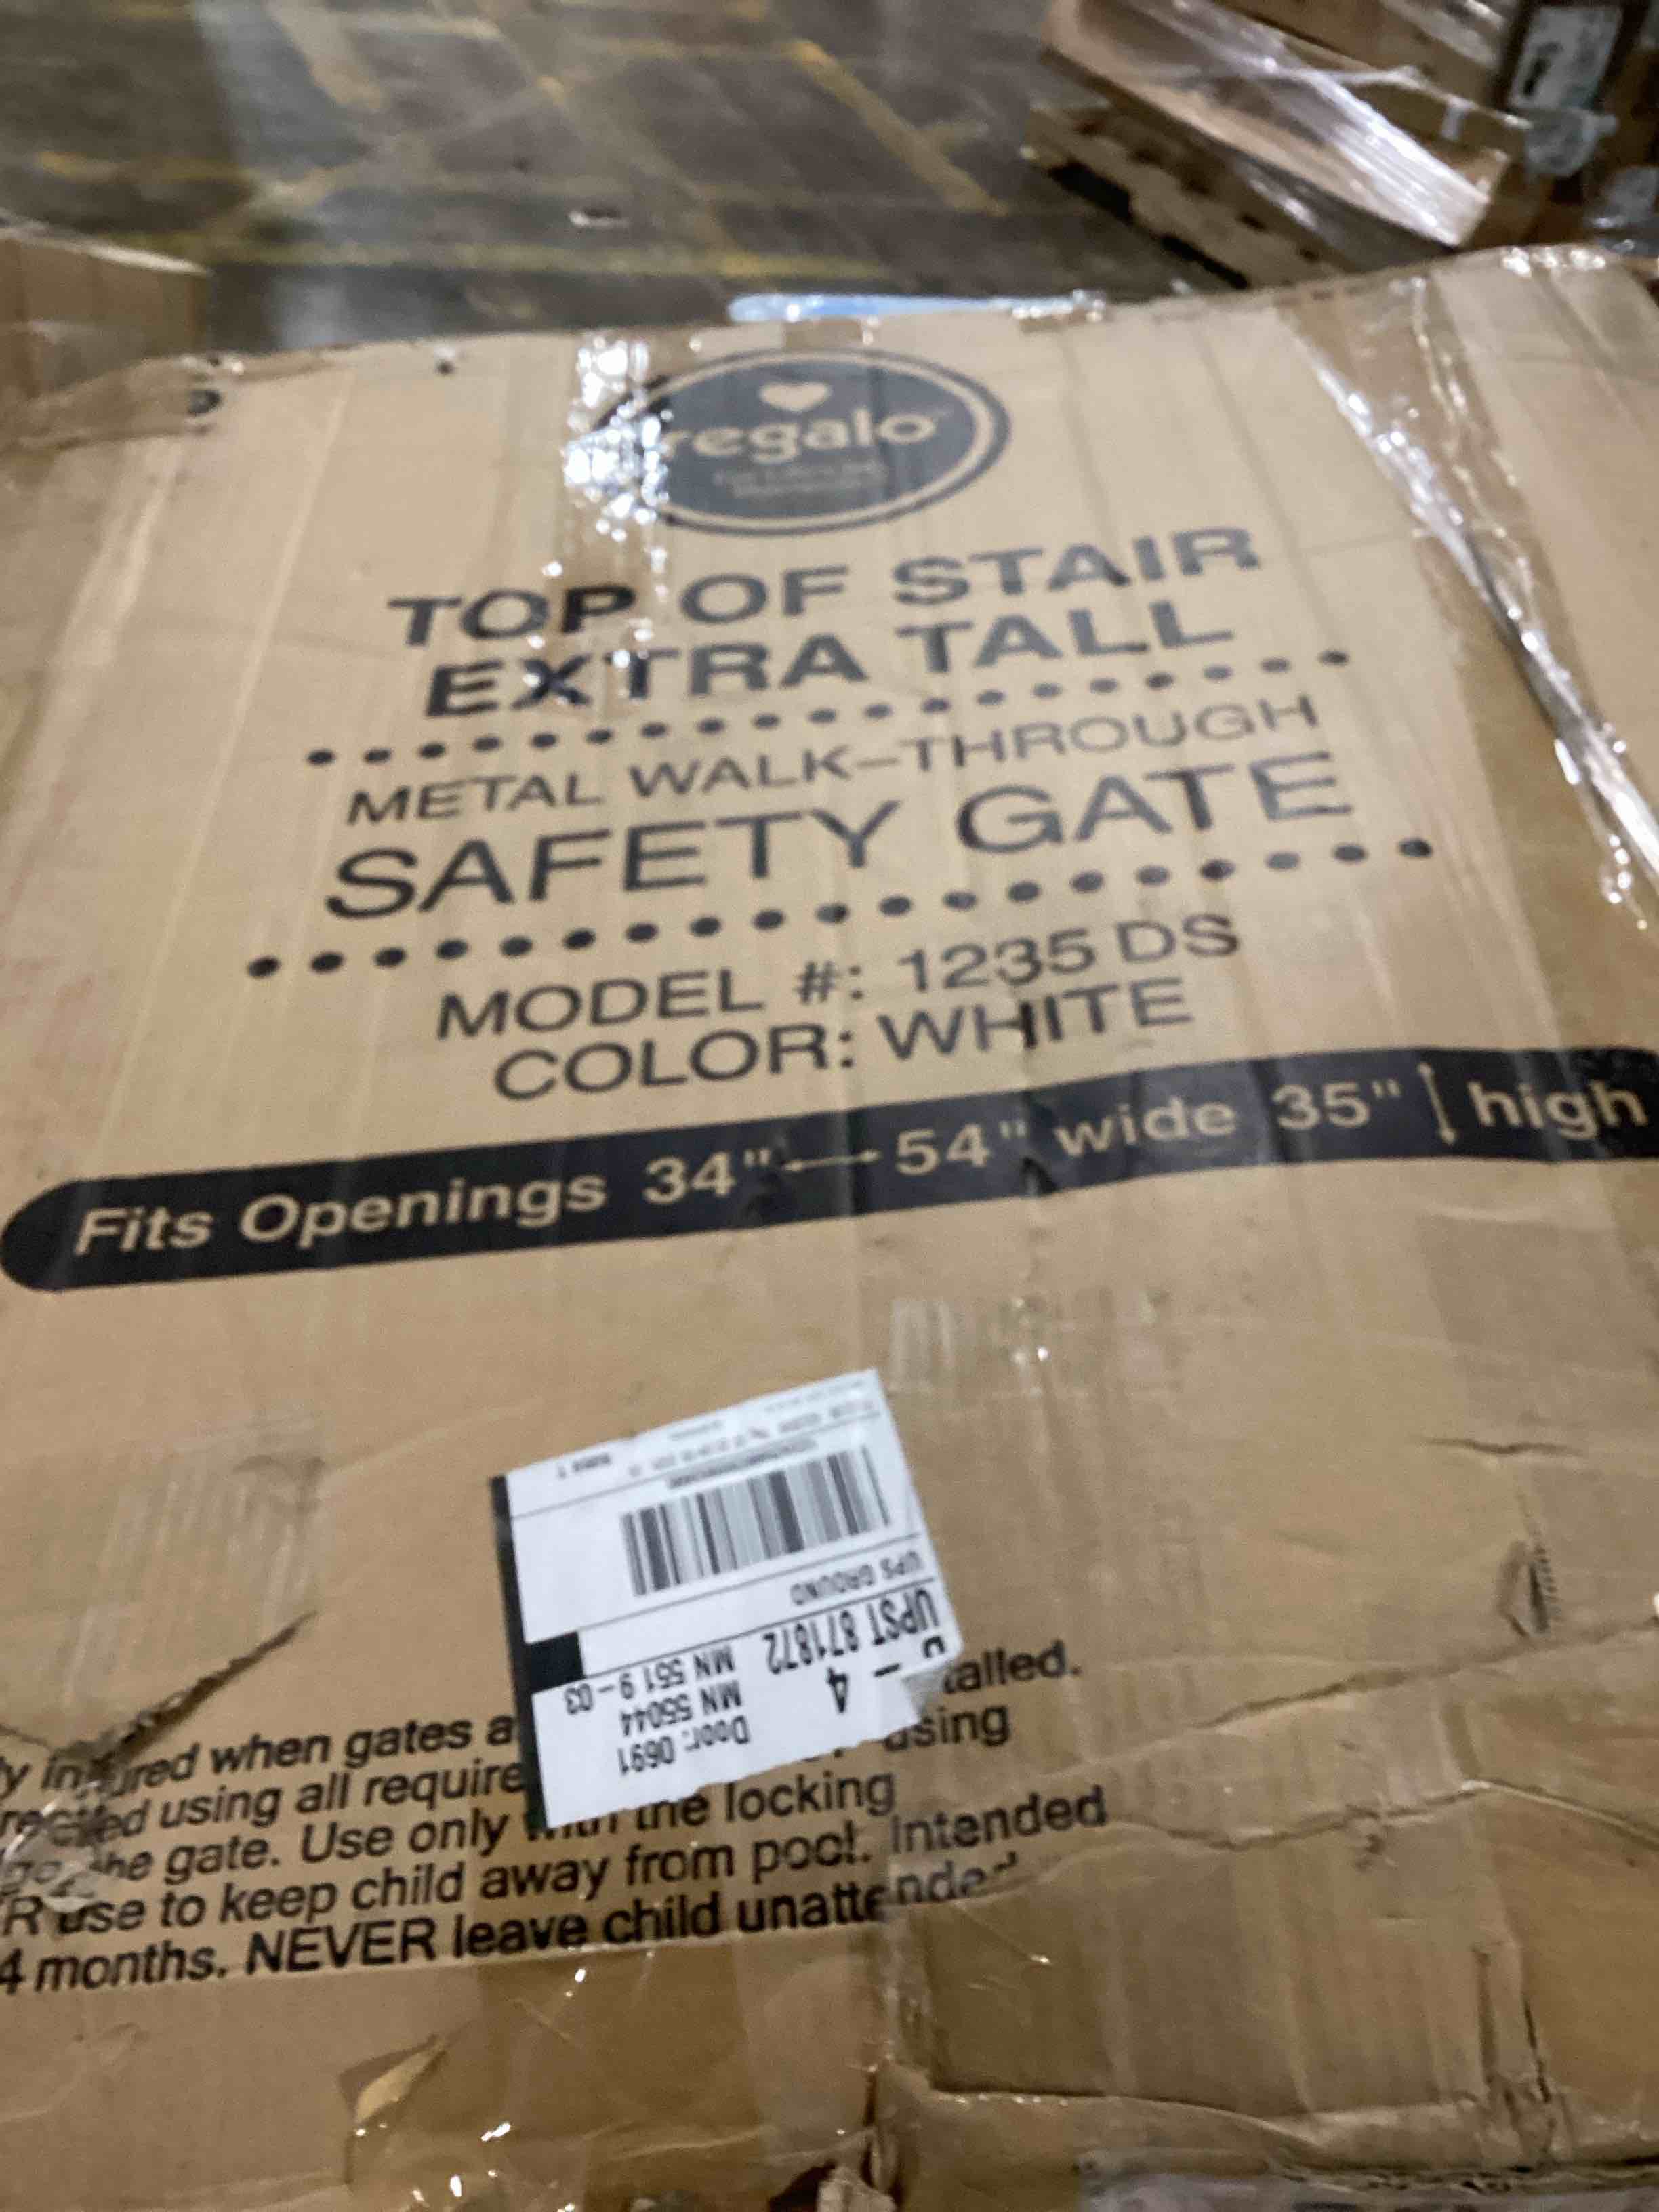 regalo
TOP OF STAIR
EXTRA TALL
METAL WALK-THROUGH
SAFETY GATE
MODEL #: 1235 DS
COLOR: WHITE
Fits Openings 34" 54" wide 35" high
UPS GROUND
UPST 871872
4 -
MN 551 9-03
MN 55044
Door: 0691
y injured when gates a talled.
using all require using
he gate. Use only with the locking
R use to keep child away from pool. Intended
4 months. NEVER leave child unattended